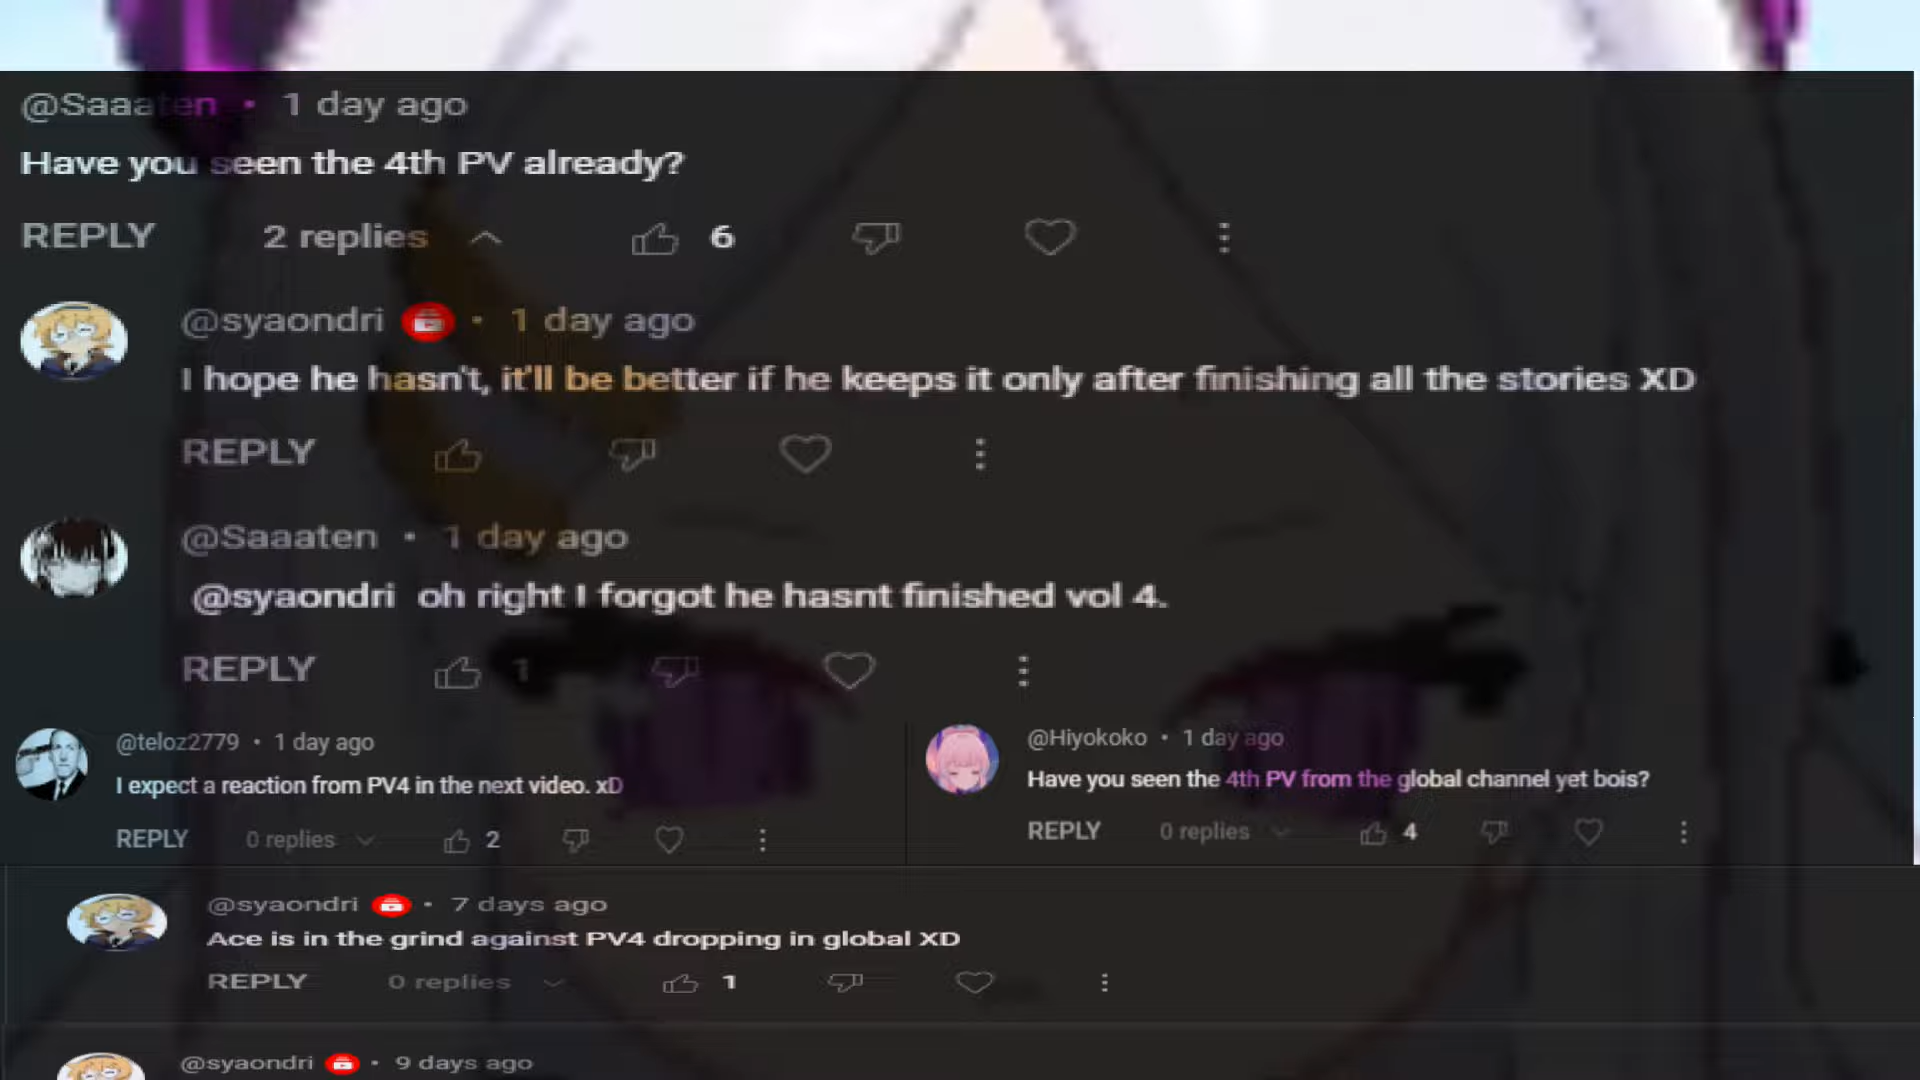 @Saaaten • 1 day ago
Have you seen the 4th PV already?
REPLY 2 replies 6
@syaondri • 1 day ago
I hope he hasn't, it'll be better if he keeps it only after finishing all the stories XD
REPLY
@Saaaten • 1 day ago
@syaondri oh right I forgot he hasnt finished vol 4.
REPLY 1
@teloz2779 • 1 day ago
I expect a reaction from PV4 in the next video. xD
REPLY 0 replies 2
@Hiyokoko • 1 day ago
Have you seen the 4th PV from the global channel yet bois?
REPLY 0 replies 4
@syaondri • 7 days ago
Ace is in the grind against PV4 dropping in global XD
REPLY 0 replies 1
@syaondri • 9 days ago